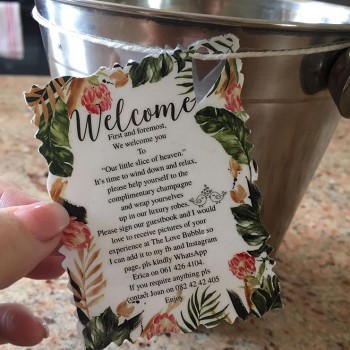 Welcome
First and foremost,
We welcome you
To
"Our little slice of heaven."
It's time to wind down and relax,
please help yourself to the
complimentary champagne
and wrap yourselves
up in our luxury robes.
Please sign our guestbook and I would
love to receive pictures of your
experience at The Love Bubble so
I can add it to my fb and Instagram
page, pls kindly WhatsApp
Erica on 061 426 4104.
If you require anything pls
contact Joan on 082 42 42 405
Enjoy